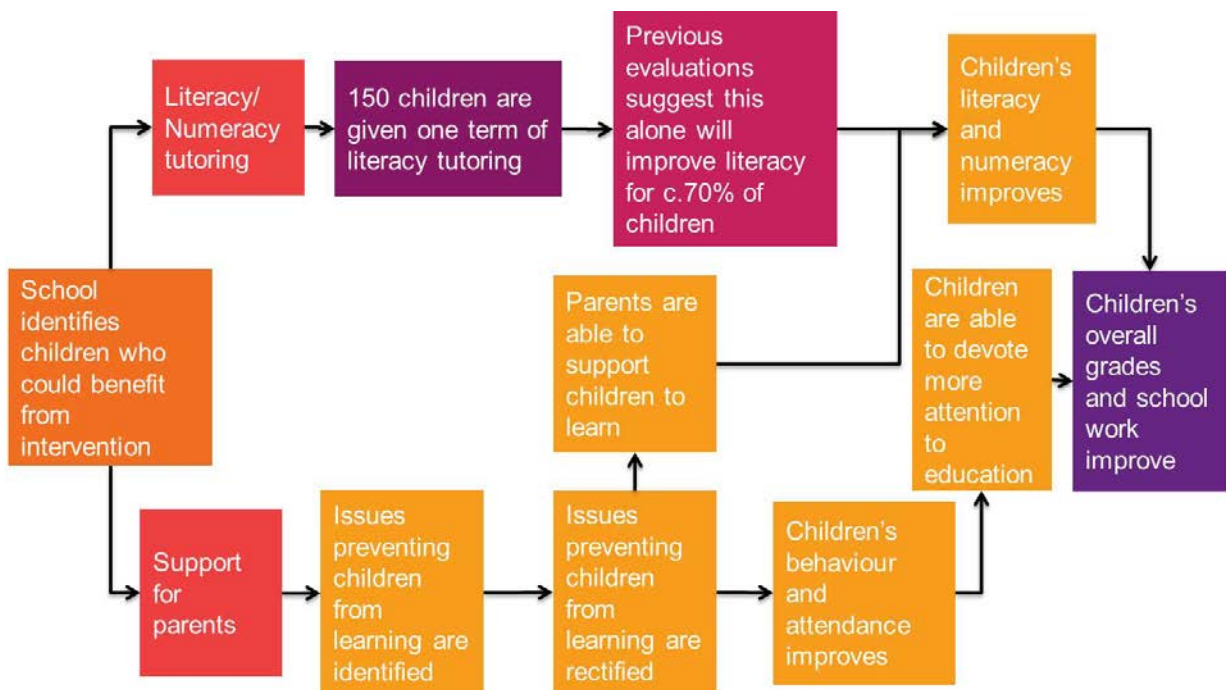 Literacy/
Numeracy
tutoring
150 children are
given one term of
literacy tutoring
Previous
evaluations
suggest this
alone will
improve literacy
for c.70% of
children
Children’s
literacy
and
numeracy
improves
School
identifies
children who
could benefit
from
intervention
Parents are
able to
support
children to
learn
Children
are able
to devote
more
attention
to
education
Children’s
overall
grades
and school
work
improve
Support
for
parents
Issues
preventing
children
from
learning are
identified
Issues
preventing
children
from
learning are
rectified
Children’s
behaviour
and
attendance
improves